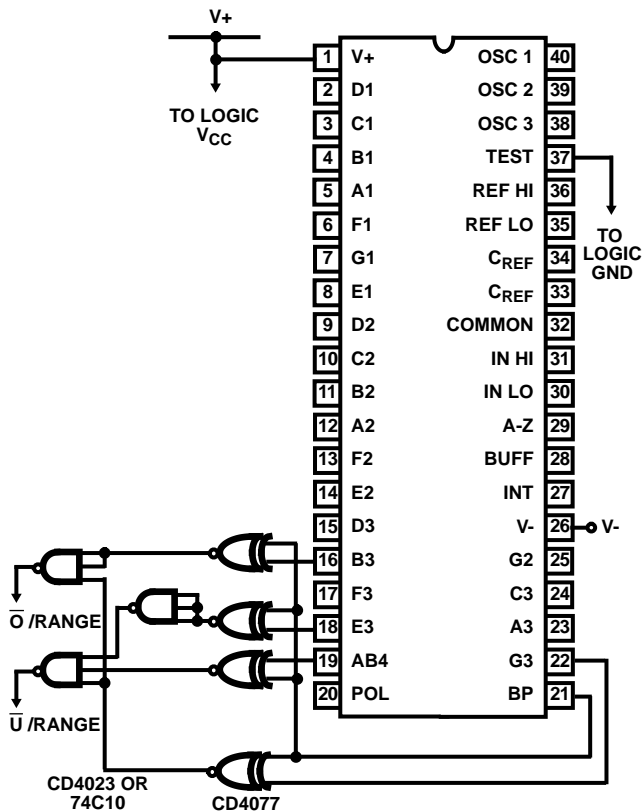 V+
TO LOGIC
VCC
1 V+ OSC 1 40
2 D1 OSC 2 39
3 C1 OSC 3 38
4 B1 TEST 37
5 A1 REF HI 36
6 F1 REF LO 35
7 G1 CREF 34
8 E1 CREF 33
9 D2 COMMON 32
10 C2 IN HI 31
11 B2 IN LO 30
12 A2 A-Z 29
13 F2 BUFF 28
14 E2 INT 27
15 D3 V- 26 V-
16 B3 G2 25
17 F3 C3 24
18 E3 A3 23
19 AB4 G3 22
20 POL BP 21
TO
LOGIC
GND
O̅ /RANGE
U̅ /RANGE
CD4023 OR
74C10
CD4077